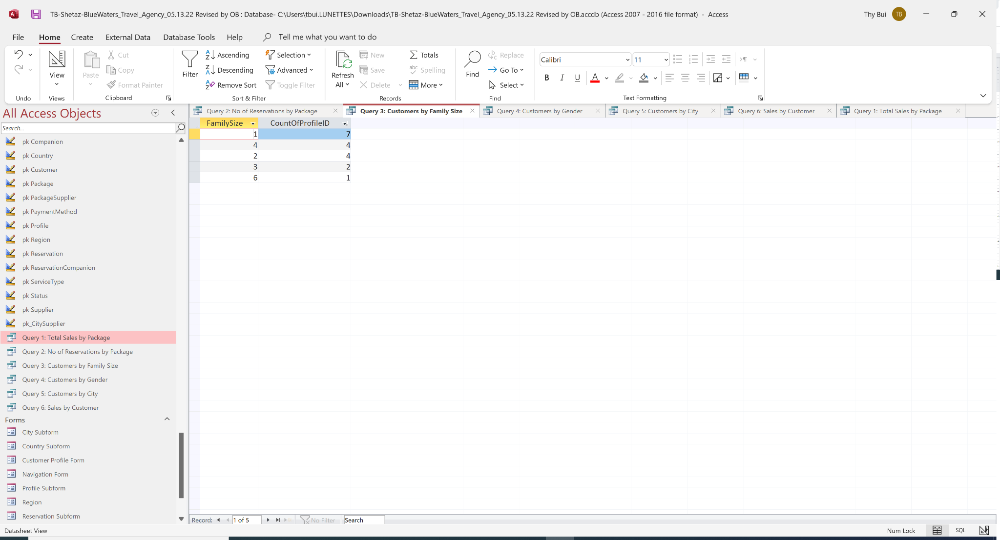 TB-Shetaz-BlueWaters_Travel_Agency_05.13.22 Revised by OB : Database- C:\Users\tbui.LUNETTES\Downloads\TB-Shetaz-BlueWaters_Travel_Agency_05.13.22 Revised by OB.accdb (Access 2007 - 2016 file format) - Access
Thy Bui
TB
File Home Create External Data Database Tools Help Tell me what you want to do
Undo
View
Views
Paste
Cut
Copy
Format Painter
Clipboard
Filter
Ascending
Descending
Remove Sort
Selection
Advanced
Toggle Filter
Sort & Filter
Refresh All
New
Save
Delete
Totals
Spelling
More
Records
Find
Replace
Go To
Select
Find
Calibri
11
B I U A
Text Formatting
All Access Objects
Search...
pk Companion
pk Country
pk Customer
pk Package
pk PackageSupplier
pk PaymentMethod
pk Profile
pk Region
pk Reservation
pk ReservationCompanion
pk ServiceType
pk Status
pk Supplier
pk_CitySupplier
Query 1: Total Sales by Package
Query 2: No of Reservations by Package
Query 3: Customers by Family Size
Query 4: Customers by Gender
Query 5: Customers by City
Query 6: Sales by Customer
Forms
City Subform
Country Subform
Customer Profile Form
Navigation Form
Profile Subform
Region
Reservation Subform
Query 2: No of Reservations by Package
Query 3: Customers by Family Size
Query 4: Customers by Gender
Query 5: Customers by City
Query 6: Sales by Customer
Query 1: Total Sales by Package
FamilySize CountOfProfileID
1 7
4 4
2 4
3 2
6 1
Record: 1 of 5 No Filter Search
Datasheet View
Num Lock
SQL